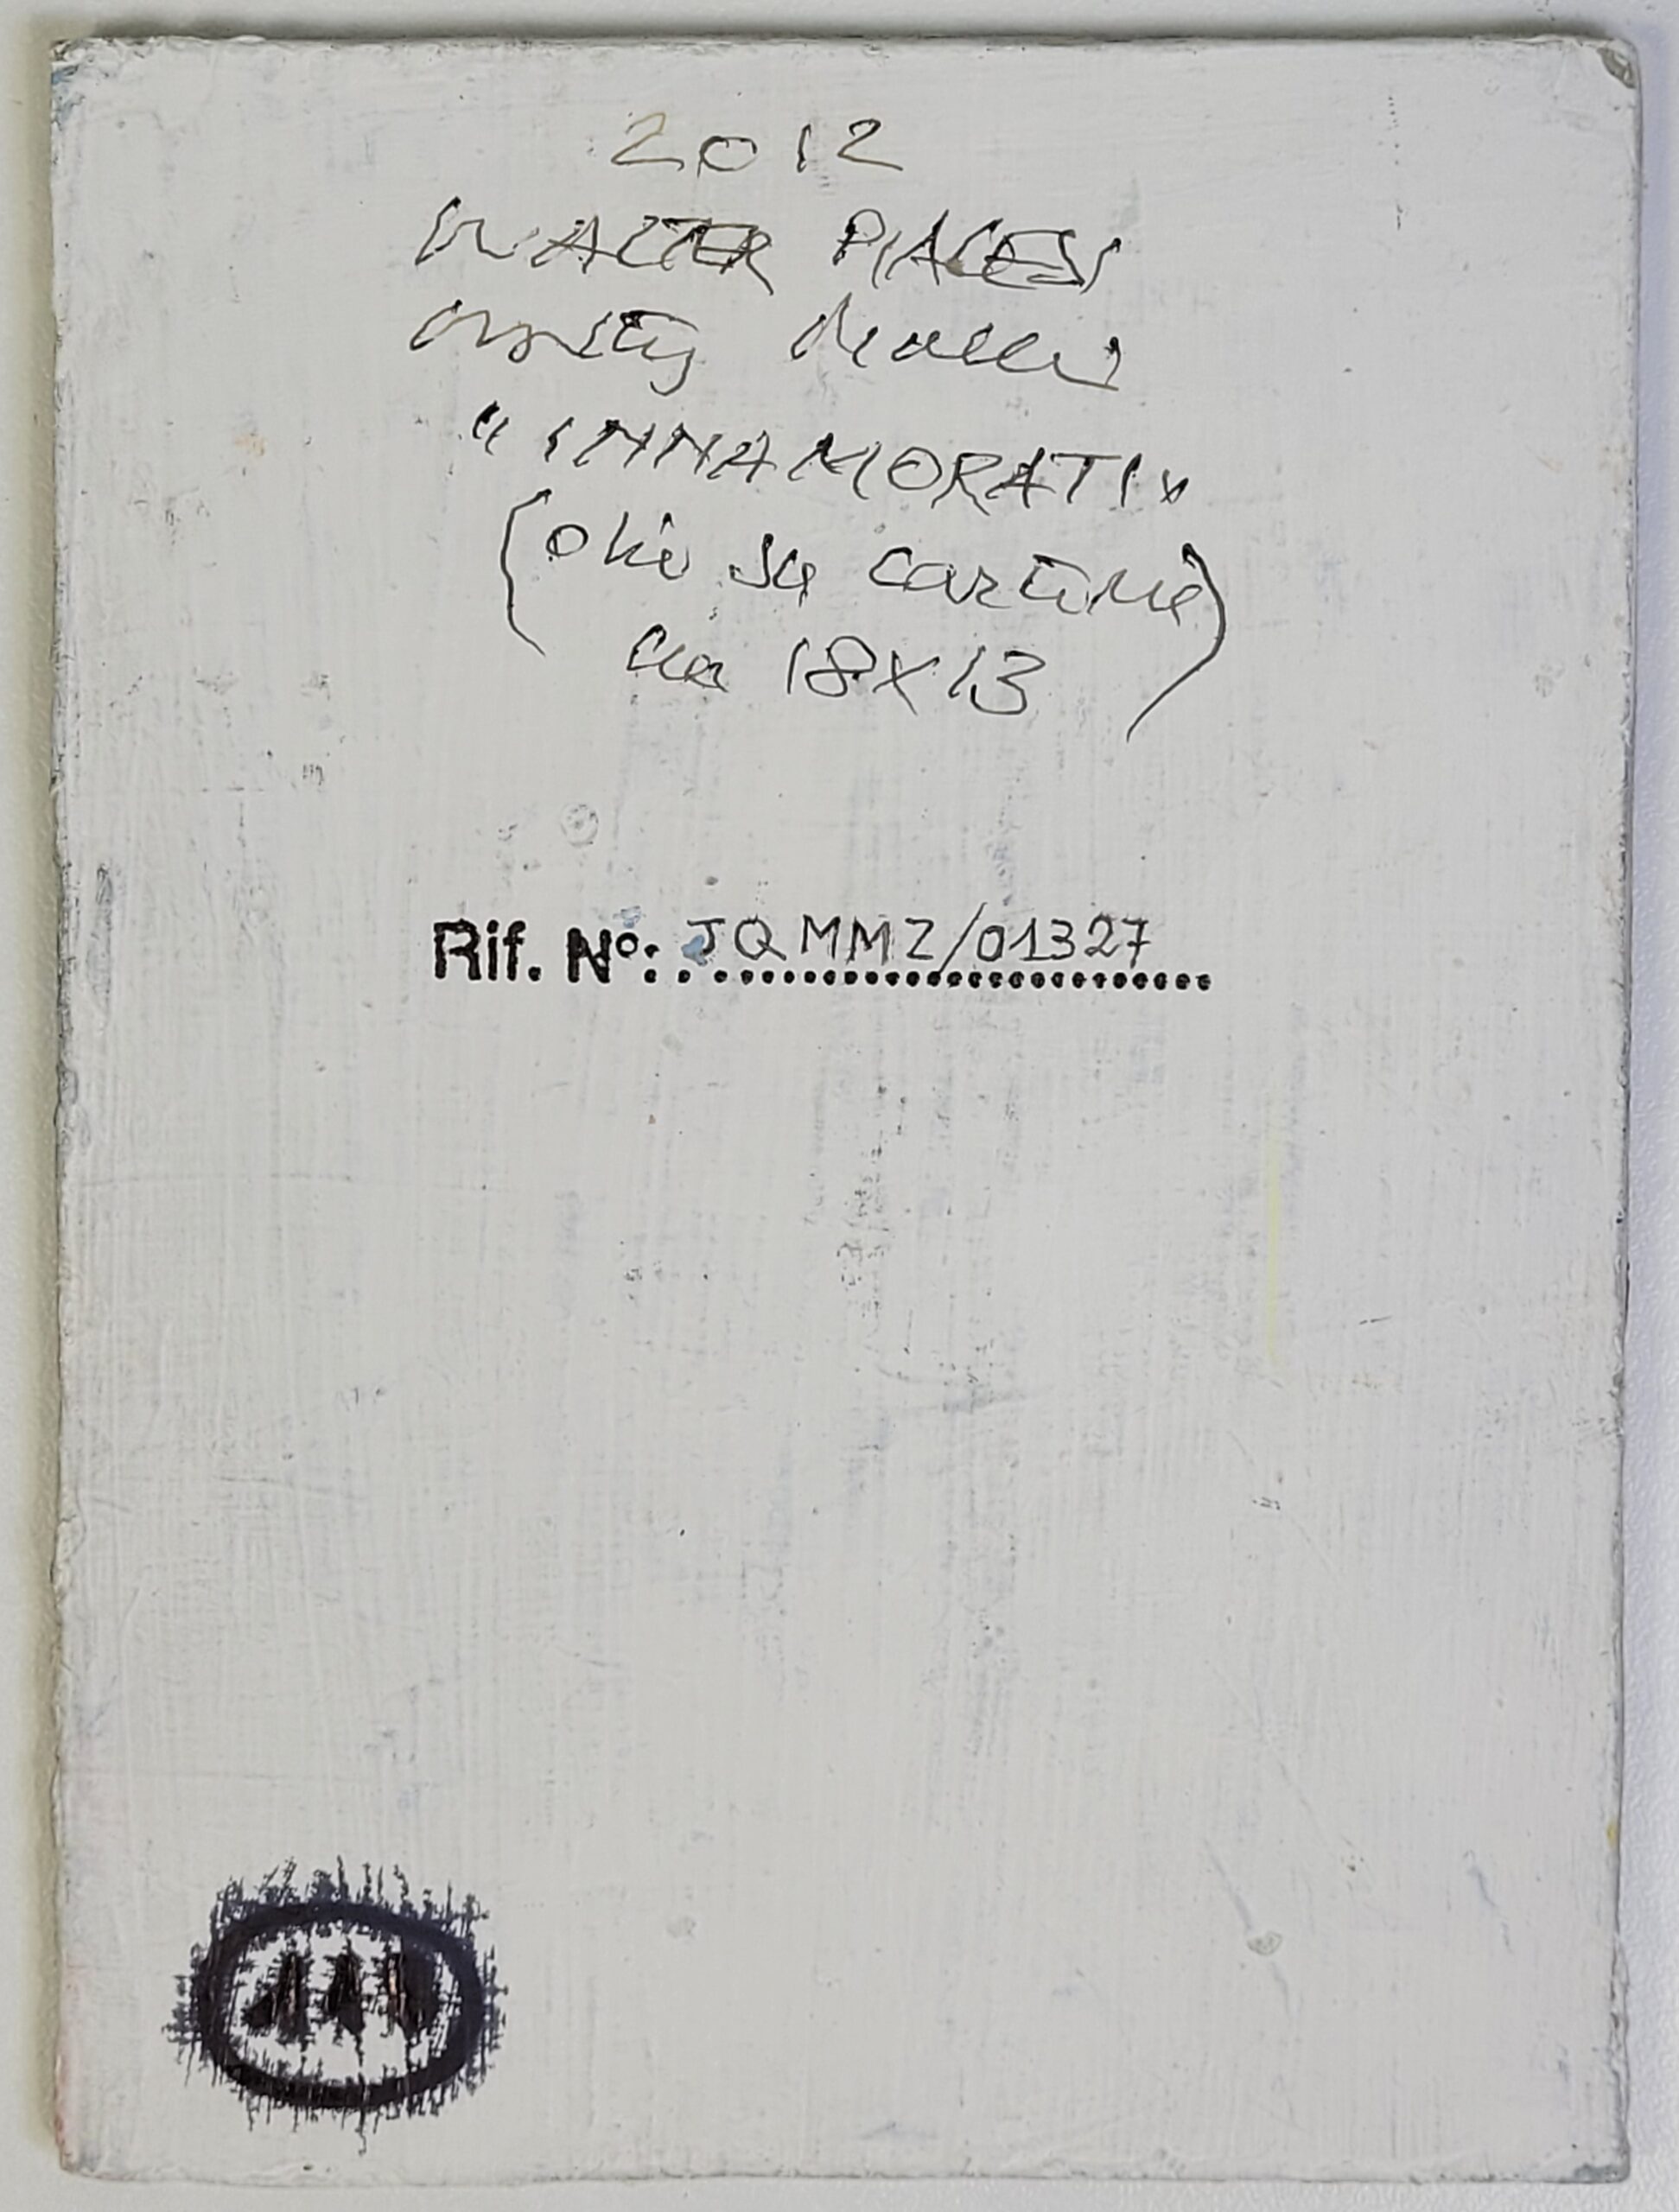 2012
WALTER PIACESI
"INNAMORATI"
(olio su cartone
cm 18X13)
Rif. N°: JQMMZ/01327